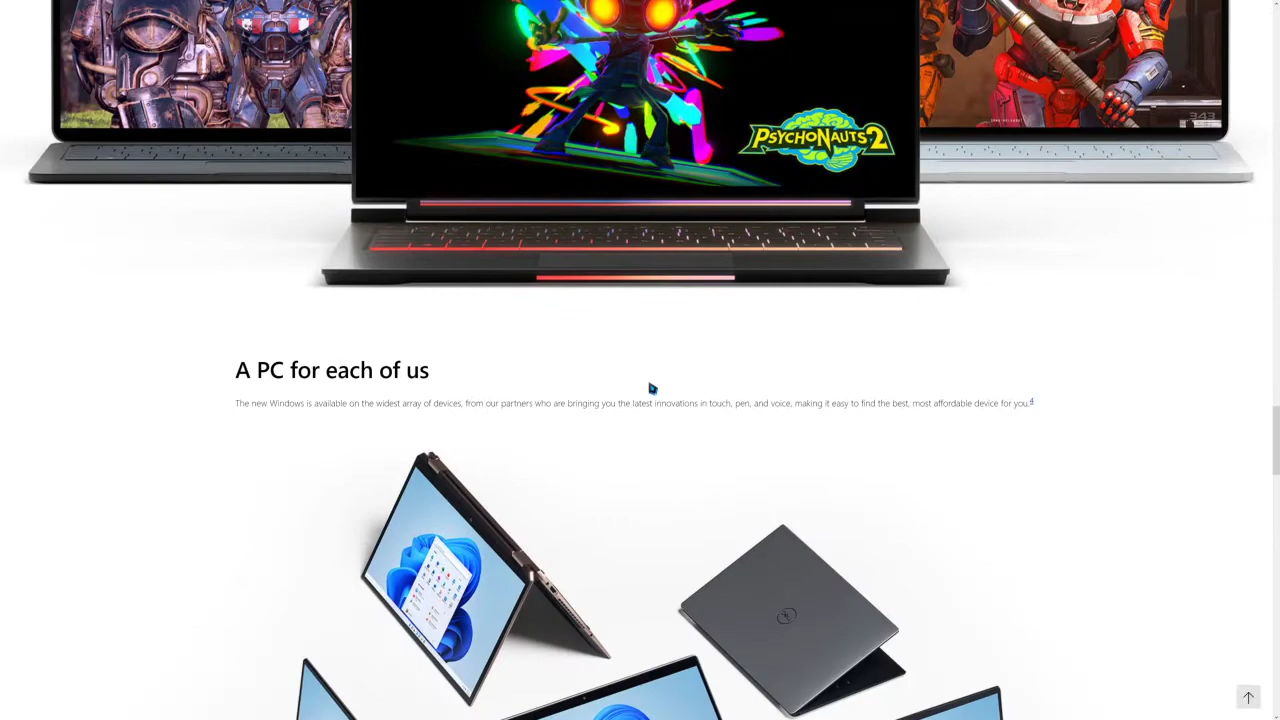 PSYCHONAUTS 2
343
A PC for each of us
The new Windows is available on the widest array of devices, from our partners who are bringing you the latest innovations in touch, pen, and voice, making it easy to find the best, most affordable device for you.4